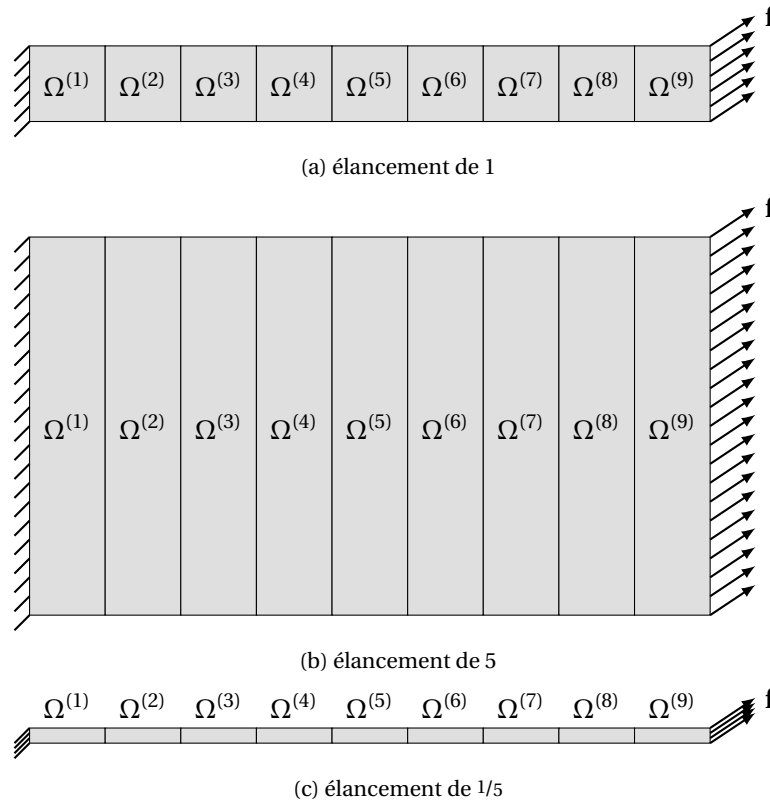 f
Ω(1) Ω(2) Ω(3) Ω(4) Ω(5) Ω(6) Ω(7) Ω(8) Ω(9)
(a) élancement de 1
f
Ω(1) Ω(2) Ω(3) Ω(4) Ω(5) Ω(6) Ω(7) Ω(8) Ω(9)
(b) élancement de 5
Ω(1) Ω(2) Ω(3) Ω(4) Ω(5) Ω(6) Ω(7) Ω(8) Ω(9)
f
(c) élancement de 1/5